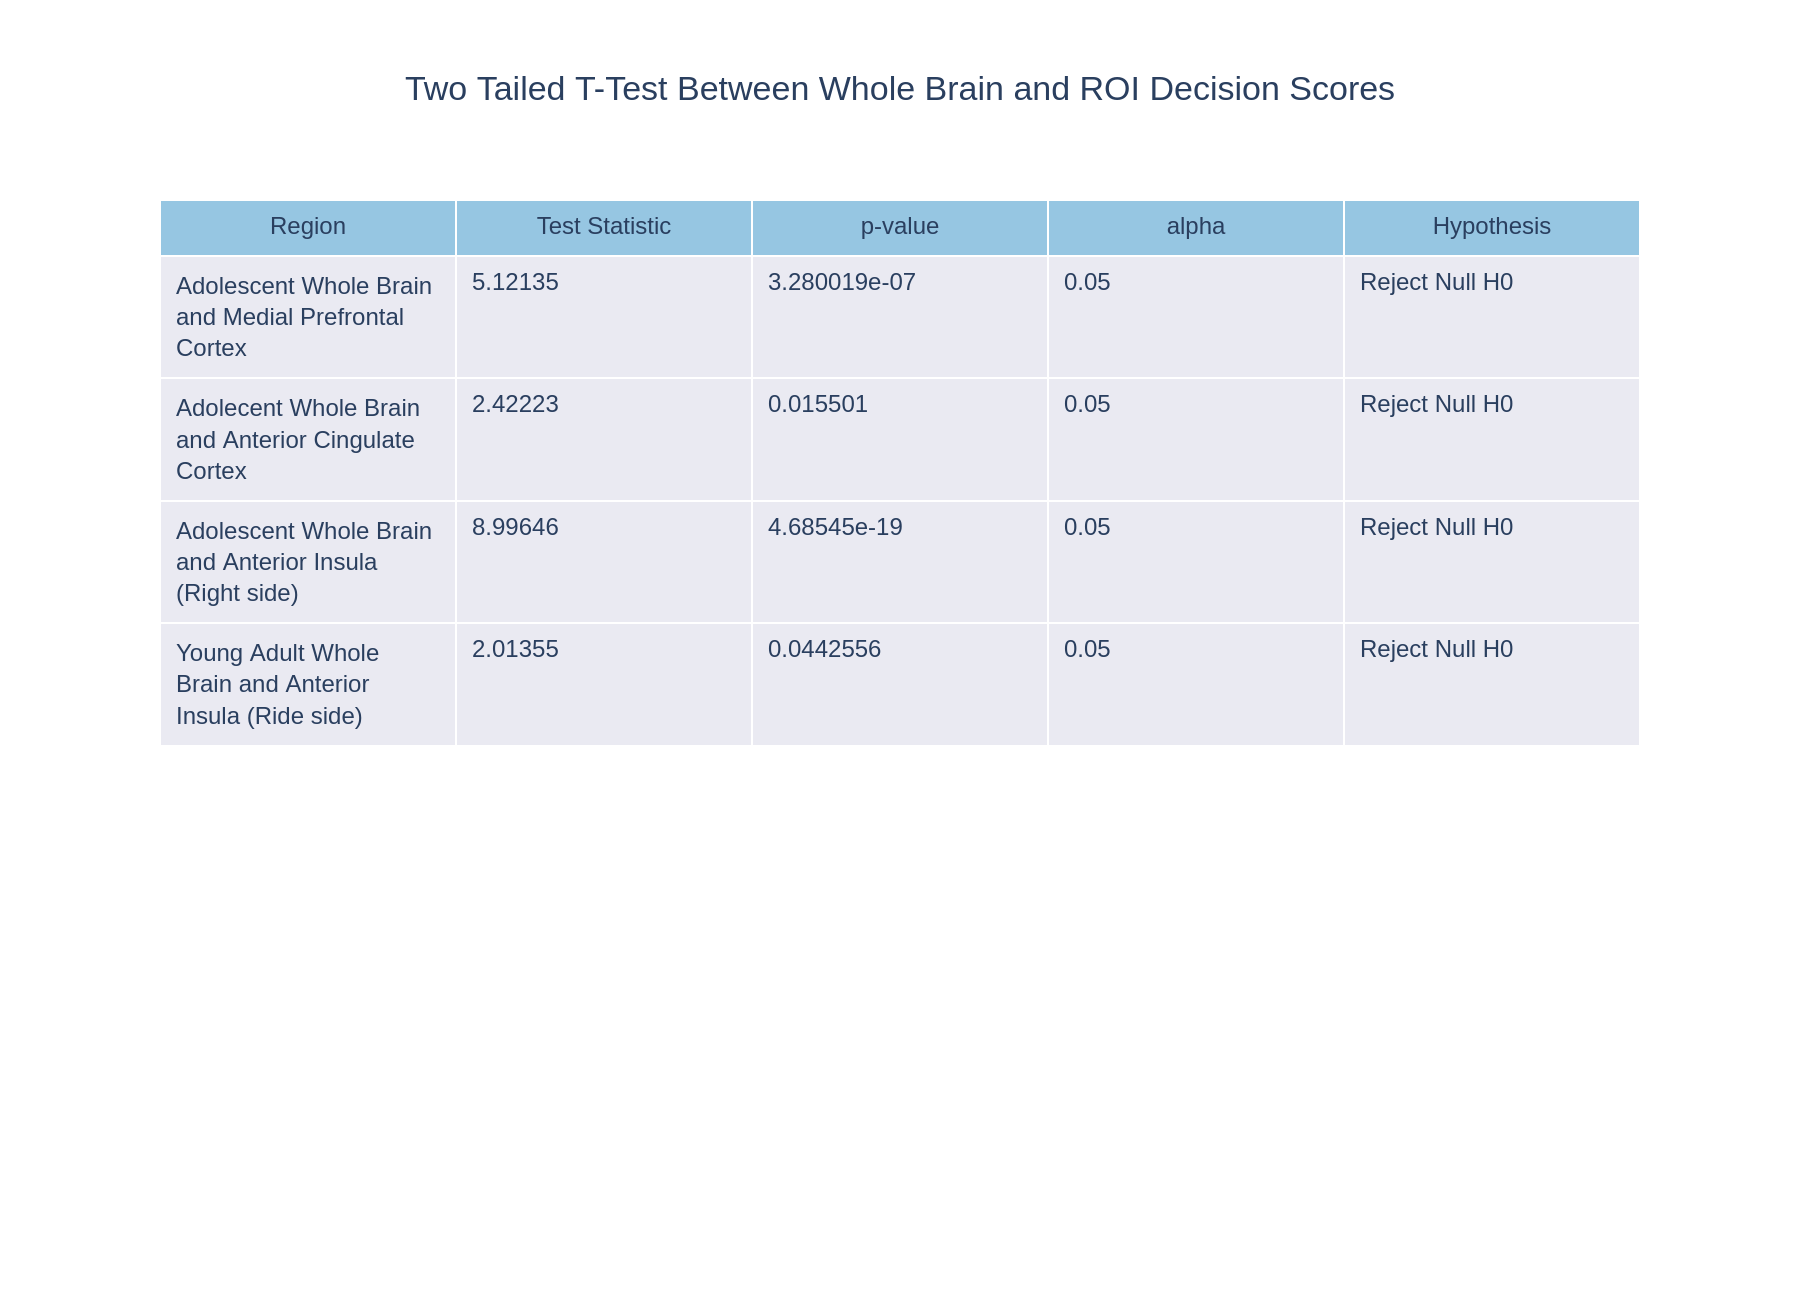 Two Tailed T-Test Between Whole Brain and ROI Decision Scores
Region Test Statistic p-value alpha Hypothesis
Adolescent Whole Brain 5.12135 3.280019e-07 0.05 Reject Null H0
and Medial Prefrontal
Cortex
Adolecent Whole Brain 2.42223 0.015501 0.05 Reject Null H0
and Anterior Cingulate
Cortex
Adolescent Whole Brain 8.99646 4.68545e-19 0.05 Reject Null H0
and Anterior Insula
(Right side)
Young Adult Whole 2.01355 0.0442556 0.05 Reject Null H0
Brain and Anterior
Insula (Ride side)